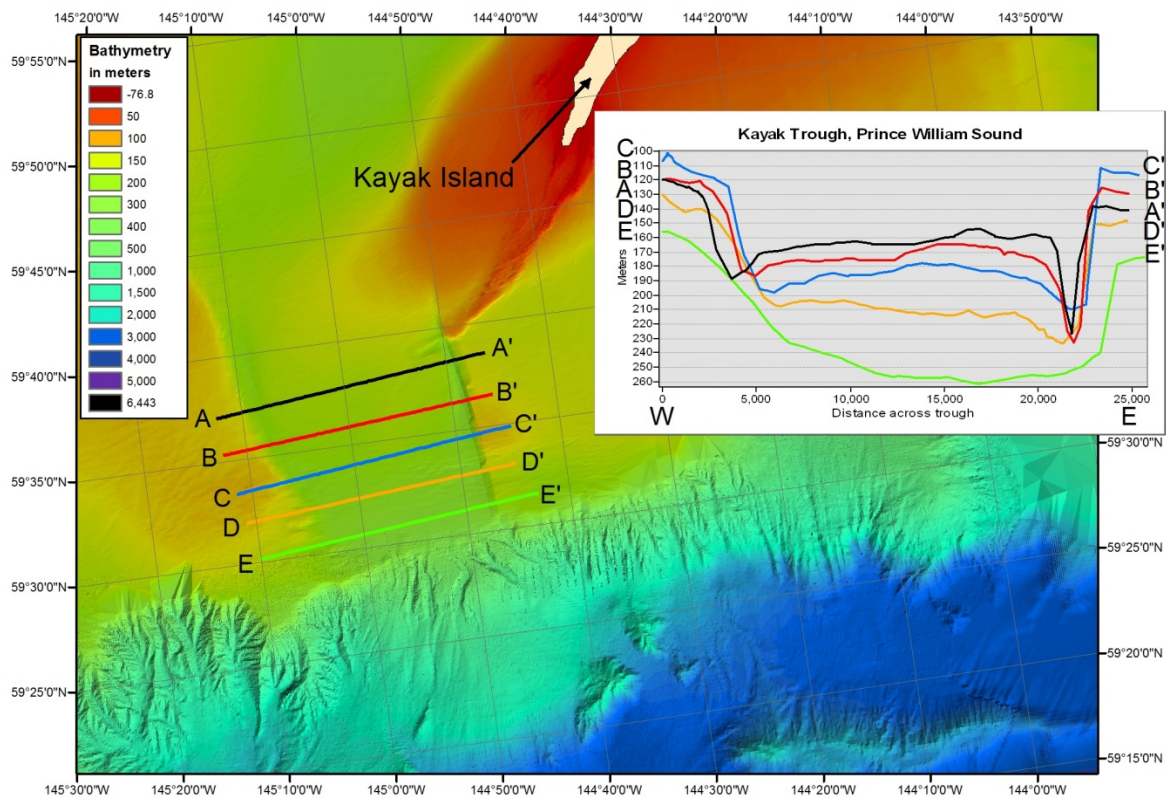 145°20'0"W 145°10'0"W 145°0'0"W 144°50'0"W 144°40'0"W 144°30'0"W 144°20'0"W 144°10'0"W 144°0'0"W 143°50'0"W
Bathymetry
in meters
-76.8
50
100
150
200
300
400
500
1,000
1,500
2,000
3,000
4,000
5,000
6,443
59°55'0"N
59°50'0"N
59°45'0"N
59°40'0"N
59°35'0"N
59°30'0"N
59°25'0"N
Kayak Island
A A'
B B'
C C'
D D'
E E'
Kayak Trough, Prince William Sound
C
B
A
D
E
Meters
100
110
120
130
140
150
160
170
180
190
200
210
220
230
240
250
260
C'
B'
A'
D'
E'
0 5,000 10,000 15,000 20,000 25,000
W Distance across trough E
59°30'0"N
59°25'0"N
59°20'0"N
59°15'0"N
145°30'0"W 145°20'0"W 145°10'0"W 145°0'0"W 144°50'0"W 144°40'0"W 144°30'0"W 144°20'0"W 144°10'0"W 144°0'0"W